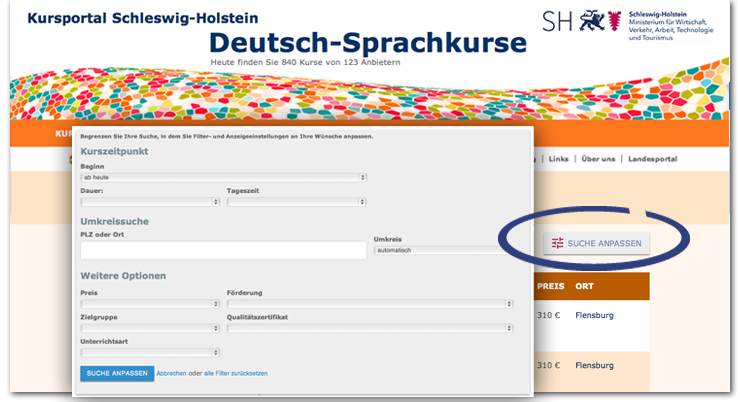 Kursportal Schleswig-Holstein
Deutsch-Sprachkurse
Heute finden Sie 840 Kurse von 123 Anbietern
SH
Schleswig-Holstein
Ministerium für Wirtschaft,
Verkehr, Arbeit, Technologie
und Tourismus
| Links | Über uns | Landesportal
Begrenzen Sie Ihre Suche, in dem Sie Filter- und Anzeigeeinstellungen an Ihre Wünsche anpassen.
Kurszeitpunkt
Beginn
ab heute
Dauer: Tageszeit
Umkreissuche
PLZ oder Ort
Umkreis
automatisch
Weitere Optionen
Preis Förderung
Zielgruppe Qualitätszertifikat
Unterrichtsart
SUCHE ANPASSEN Abbrechen oder alle Filter zurücksetzen
SUCHE ANPASSEN
PREIS ORT
310 € Flensburg
310 € Flensburg